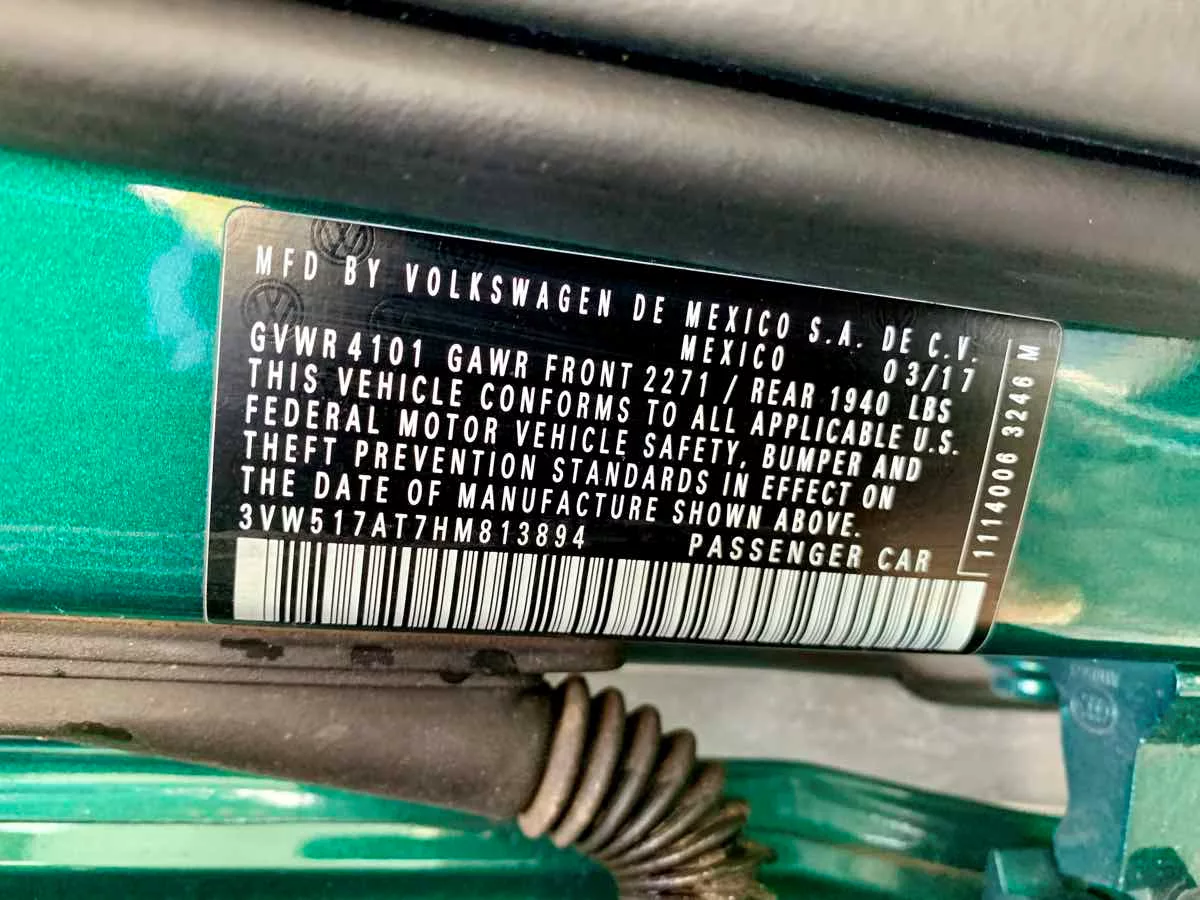 MFD BY VOLKSWAGEN DE MEXICO S.A. DE C.V.
MEXICO 03/17
GVWR 4101 GAWR FRONT 2271 / REAR 1940 LBS
THIS VEHICLE CONFORMS TO ALL APPLICABLE U.S.
FEDERAL MOTOR VEHICLE SAFETY, BUMPER AND
THEFT PREVENTION STANDARDS IN EFFECT ON
THE DATE OF MANUFACTURE SHOWN ABOVE.
3VW517AT7HM813894 PASSENGER CAR
1114006 3246 M